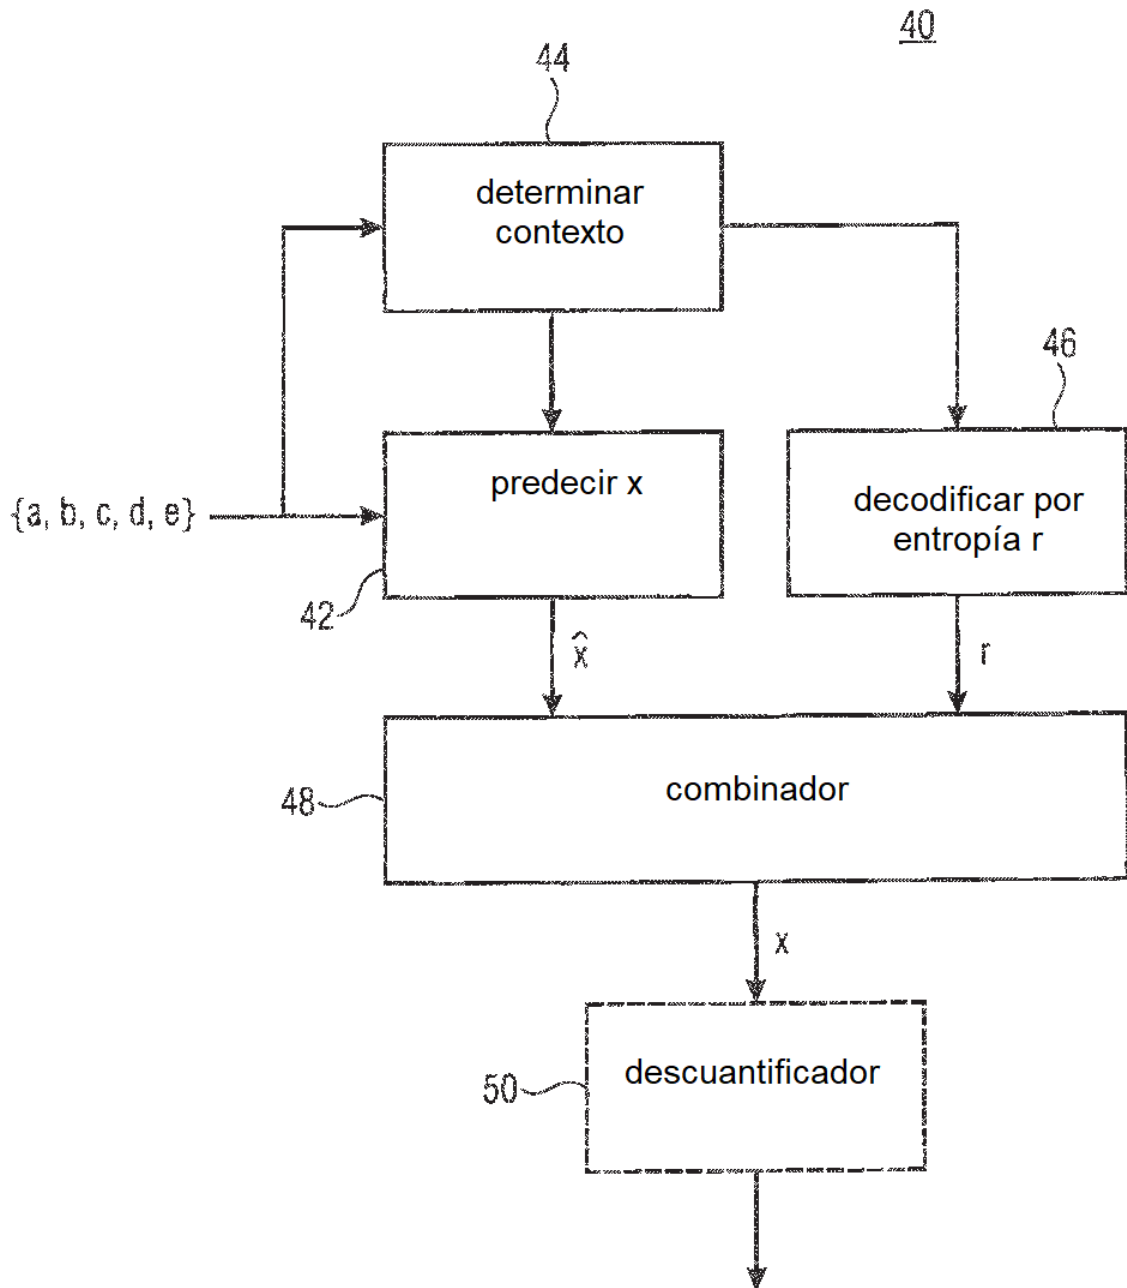 40
44
determinar
contexto
46
predecir x
{a, b, c, d, e}
decodificar por
entropía r
42
x̂
r
combinador
48
x
descuantificador
50